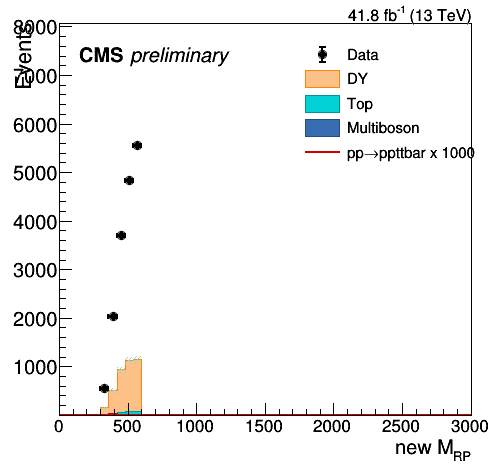 41.8 fb⁻¹ (13 TeV)
Events
CMS preliminary
Data
DY
Top
Multiboson
pp→ppttbar x 1000
8000
7000
6000
5000
4000
3000
2000
1000
0 500 1000 1500 2000 2500 3000
new M_RP